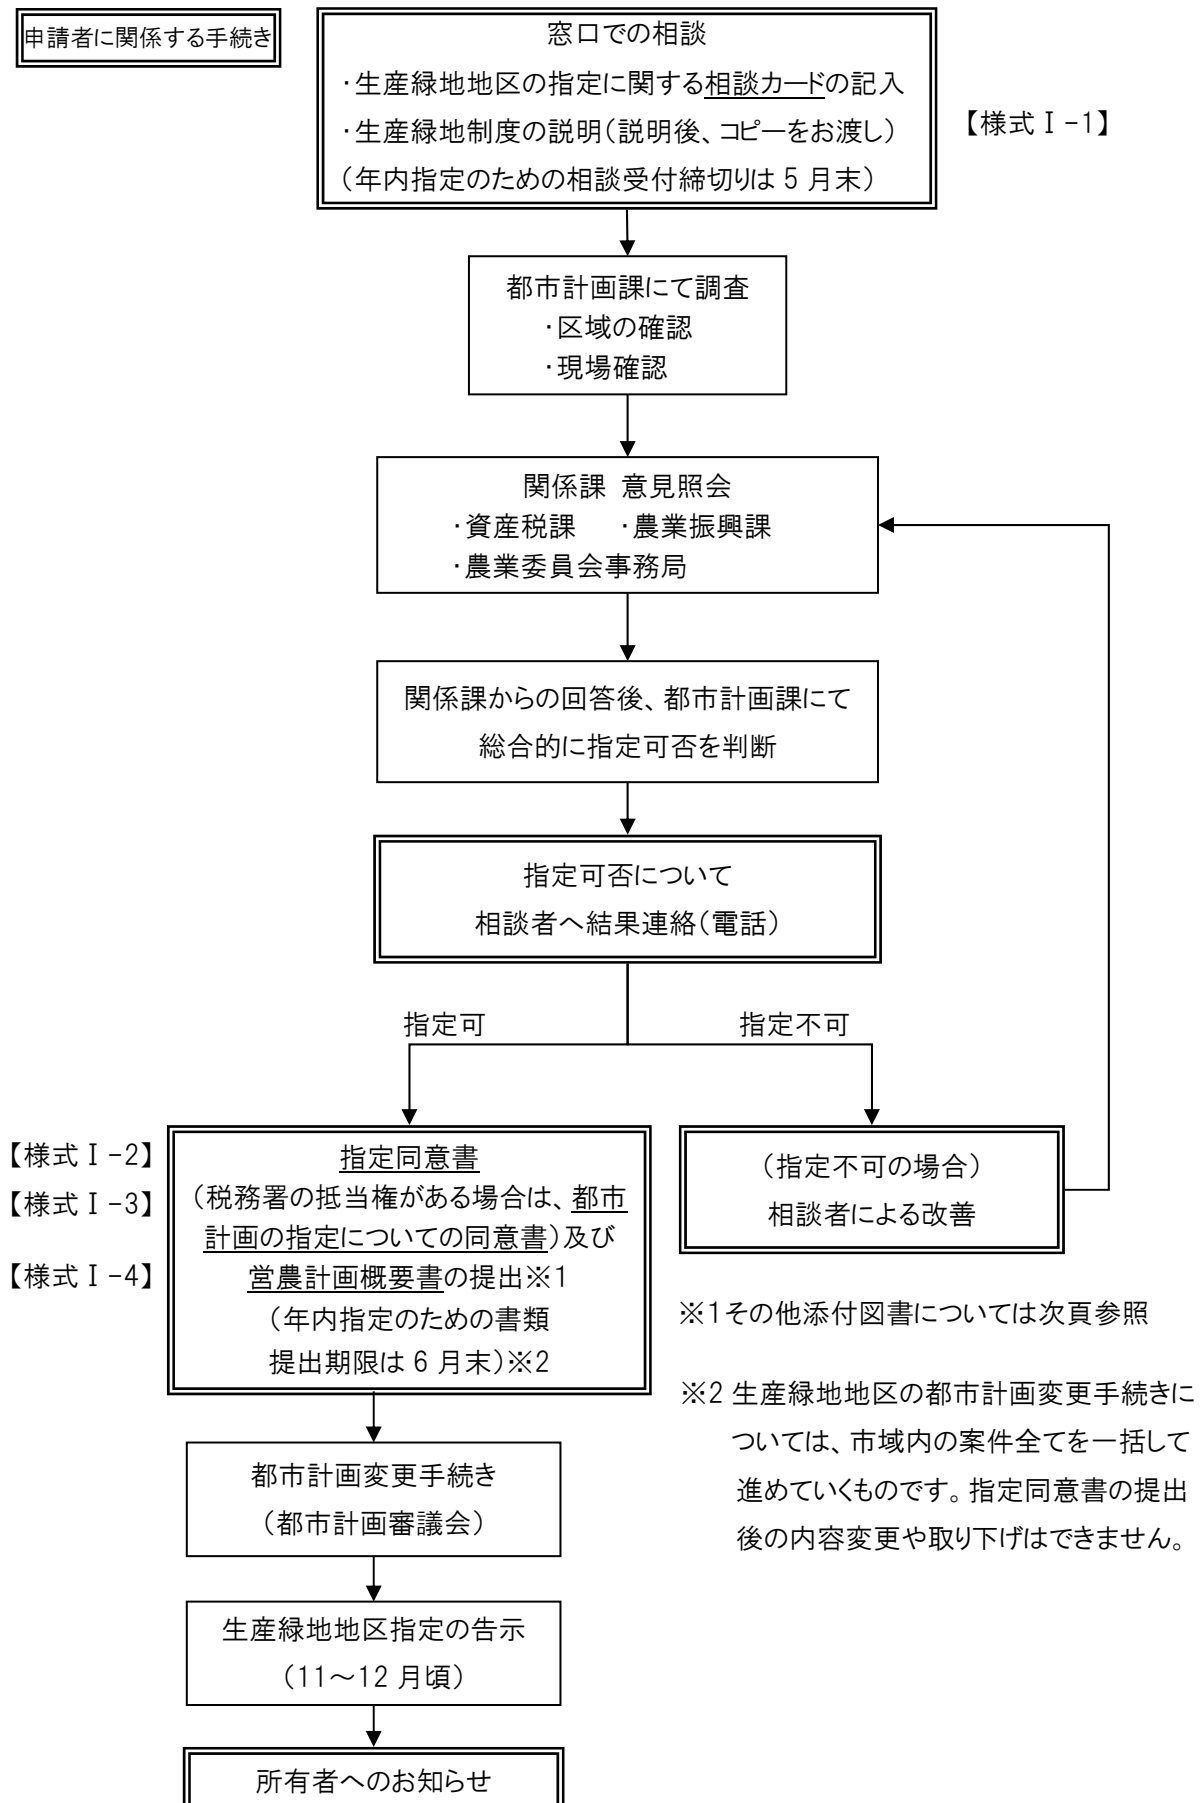 申請者に関係する手続き
窓口での相談
・生産緑地地区の指定に関する相談カードの記入
・生産緑地制度の説明（説明後、コピーをお渡し）
（年内指定のための相談受付締切りは 5 月末）
【様式Ⅰ-1】
都市計画課にて調査
・区域の確認
・現場確認
関係課 意見照会
・資産税課 ・農業振興課
・農業委員会事務局
関係課からの回答後、都市計画課にて
総合的に指定可否を判断
指定可否について
相談者へ結果連絡（電話）
指定可 指定不可
【様式Ⅰ-2】
【様式Ⅰ-3】
【様式Ⅰ-4】
指定同意書
（税務署の抵当権がある場合は、都市
計画の指定についての同意書）及び
営農計画概要書の提出※1
（年内指定のための書類
提出期限は 6 月末）※2
（指定不可の場合）
相談者による改善
※1その他添付図書については次頁参照
※2 生産緑地地区の都市計画変更手続きに
ついては、市域内の案件全てを一括して
進めていくものです。指定同意書の提出
後の内容変更や取り下げはできません。
都市計画変更手続き
（都市計画審議会）
生産緑地地区指定の告示
（11～12 月頃）
所有者へのお知らせ